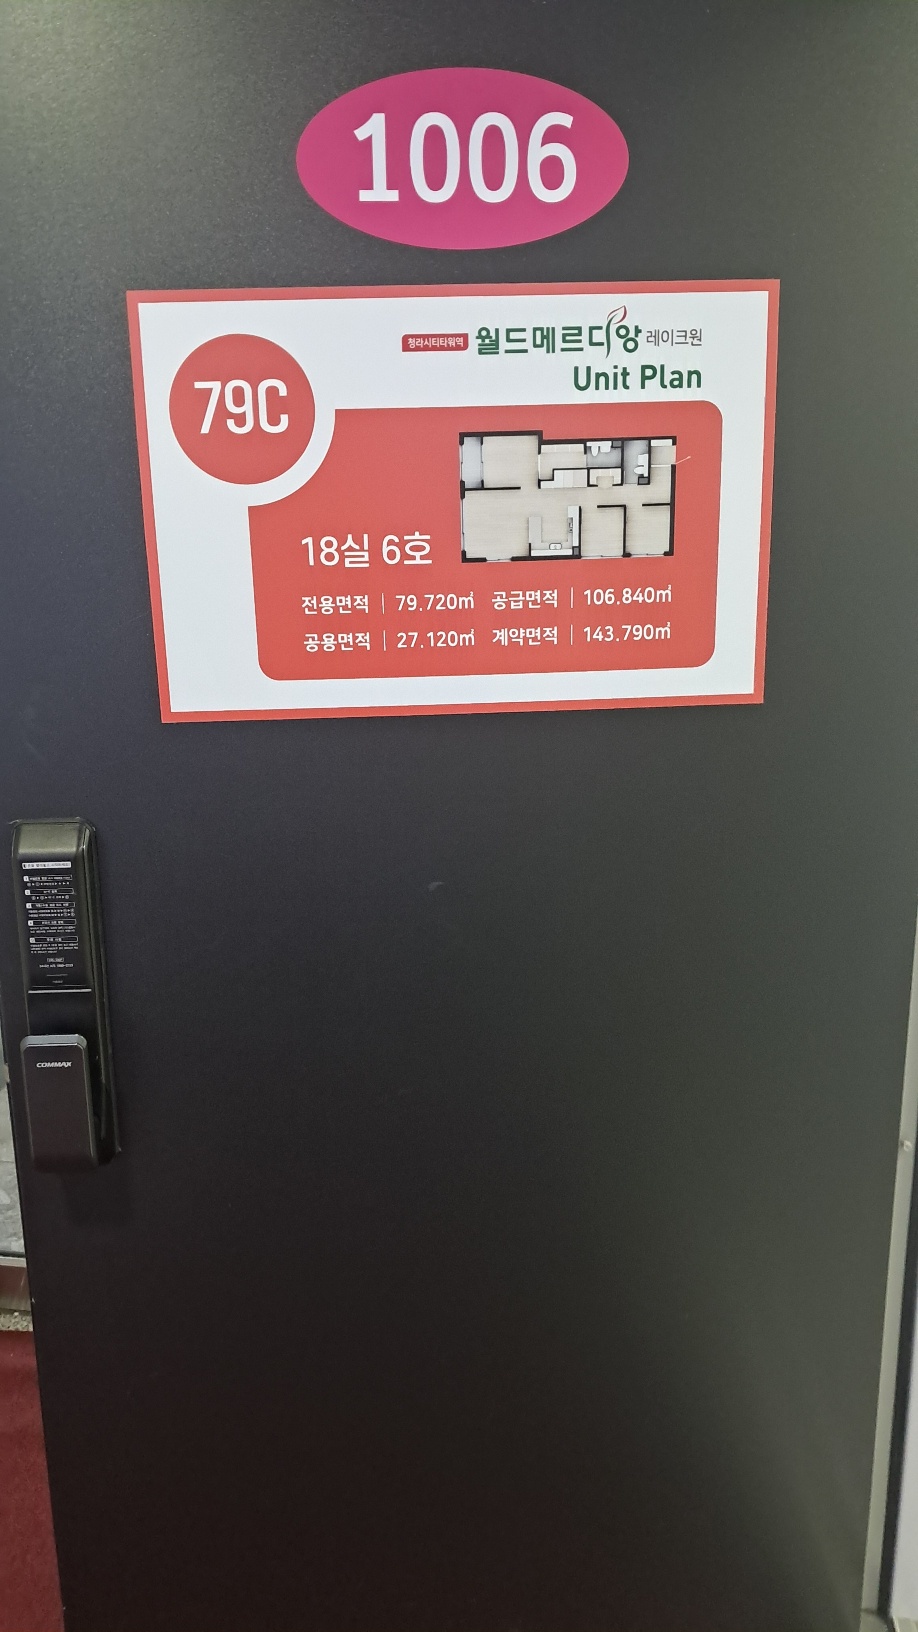 1006
79C
청라시티타워역 월드메르디앙 레이크원
Unit Plan
18실 6호
전용면적 | 79.720㎡ 공급면적 | 106.840㎡
공용면적 | 27.120㎡ 계약면적 | 143.790㎡
COMMAX